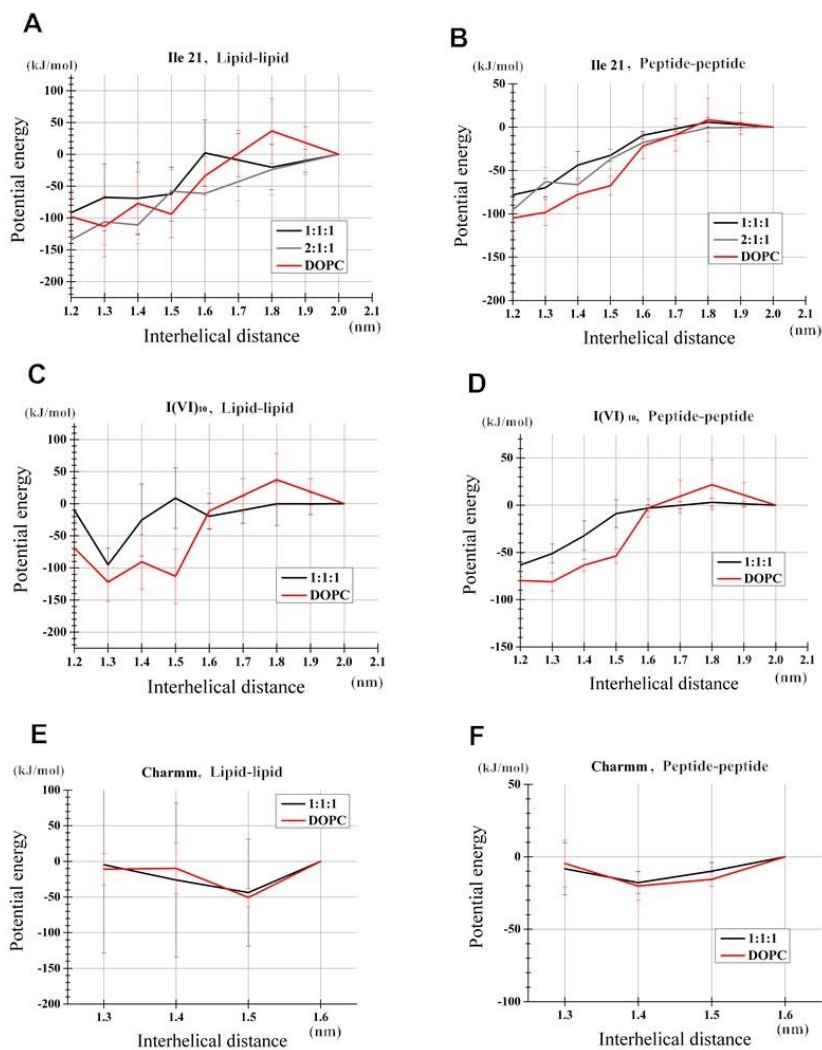 A
(kJ/mol)
Ile 21, Lipid-lipid
Potential energy
100
50
0
-50
-100
-150
-200
1:1:1
2:1:1
DOPC
1.2 1.3 1.4 1.5 1.6 1.7 1.8 1.9 2.0 2.1
Interhelical distance
(nm)
B
(kJ/mol)
Ile 21, Peptide-peptide
Potential energy
50
0
-50
-100
-150
-200
1:1:1
2:1:1
DOPC
1.2 1.3 1.4 1.5 1.6 1.7 1.8 1.9 2.0 2.1
Interhelical distance
(nm)
C
(kJ/mol)
I(VI)₁₀, Lipid-lipid
Potential energy
100
50
0
-50
-100
-150
-200
1:1:1
DOPC
1.2 1.3 1.4 1.5 1.6 1.7 1.8 1.9 2.0 2.1
Interhelical distance
(nm)
D
(kJ/mol)
I(VI) ₁₀, Peptide-peptide
Potential energy
50
0
-50
-100
-150
1:1:1
DOPC
1.2 1.3 1.4 1.5 1.6 1.7 1.8 1.9 2.0 2.1
Interhelical distance
(nm)
E
(kJ/mol)
Charmm, Lipid-lipid
Potential energy
100
50
0
-50
-100
-150
-200
1:1:1
DOPC
1.3 1.4 1.5 1.6
Interhelical distance
(nm)
F
(kJ/mol)
Charmm, Peptide-peptide
Potential energy
50
0
-50
-100
1:1:1
DOPC
1.3 1.4 1.5 1.6
Interhelical distance
(nm)